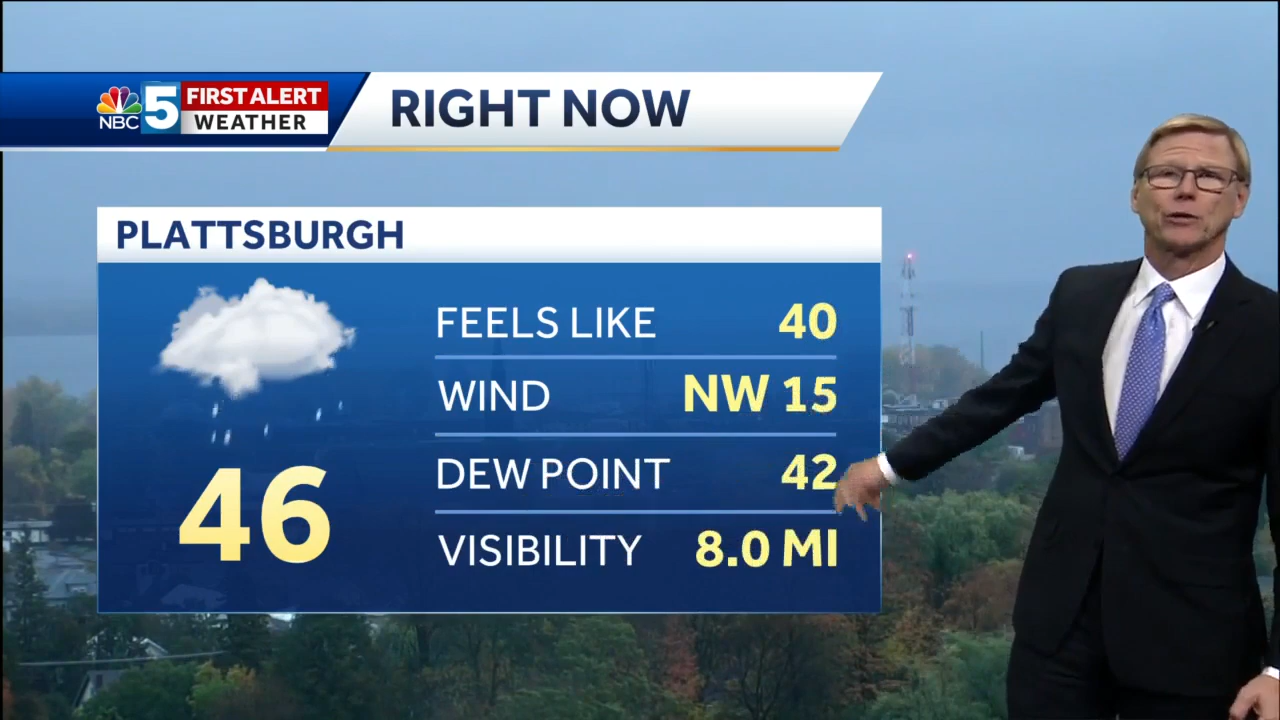 NBC 5 FIRST ALERT WEATHER
RIGHT NOW
PLATTSBURGH
46
FEELS LIKE 40
WIND NW 15
DEW POINT 42
VISIBILITY 8.0 MI